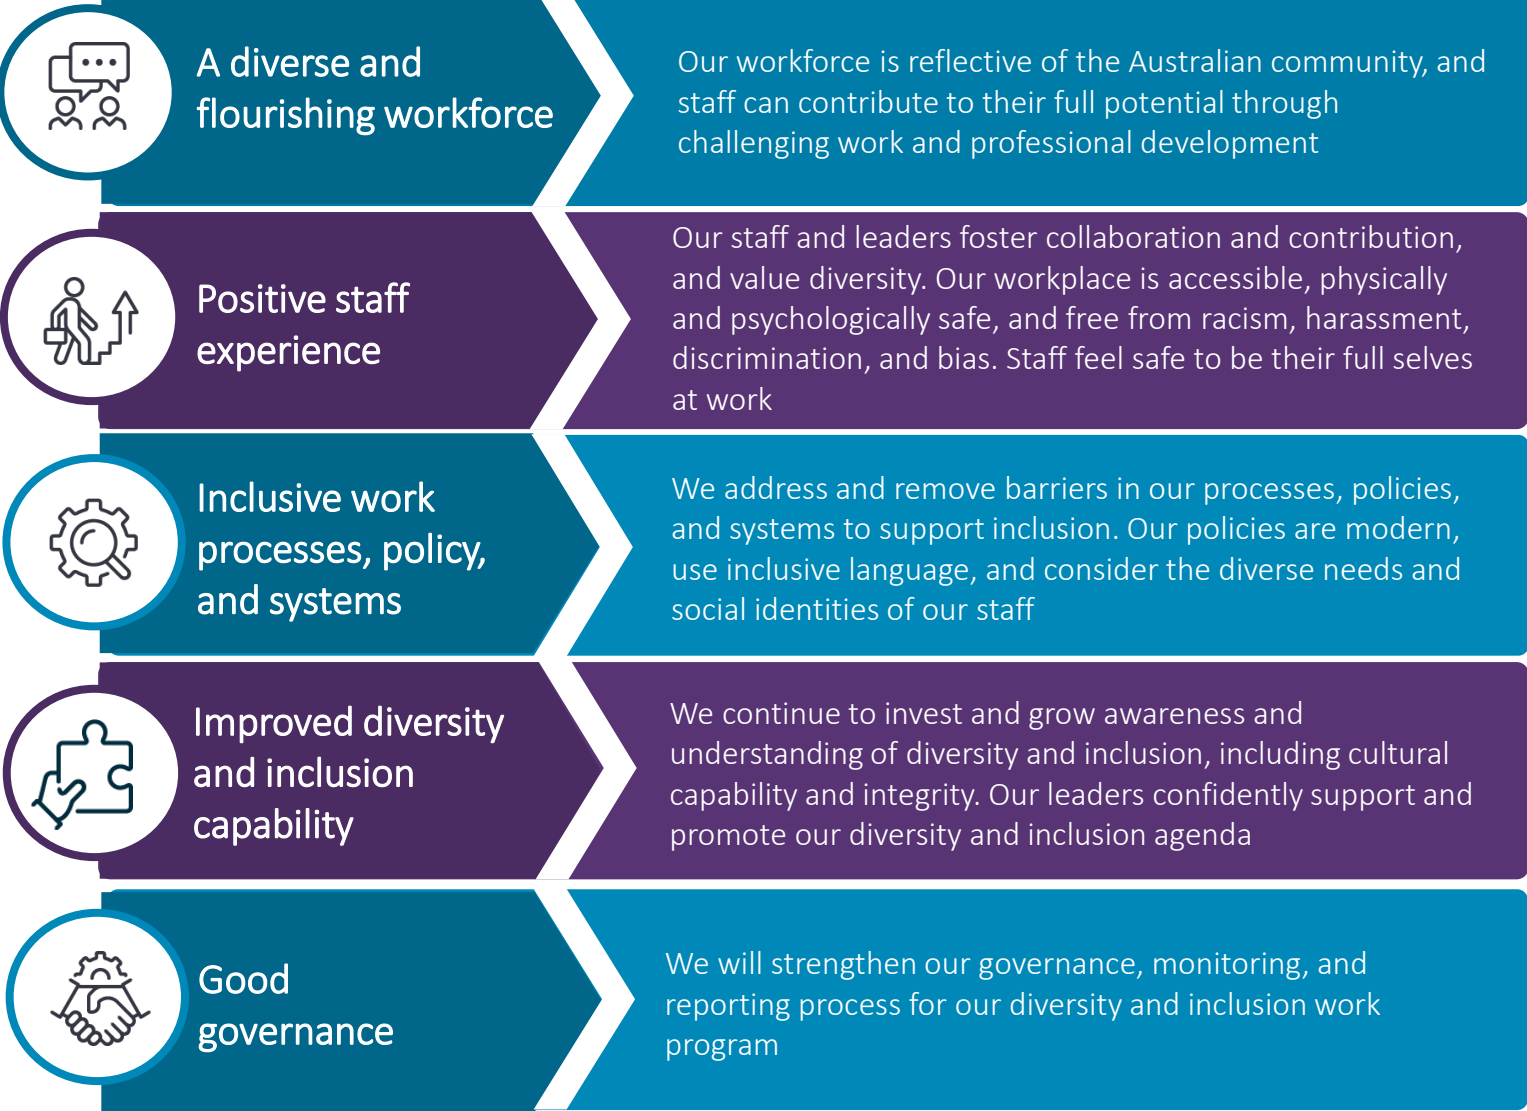 A diverse and
flourishing workforce
Our workforce is reflective of the Australian community, and
staff can contribute to their full potential through
challenging work and professional development
Positive staff
experience
Our staff and leaders foster collaboration and contribution,
and value diversity. Our workplace is accessible, physically
and psychologically safe, and free from racism, harassment,
discrimination, and bias. Staff feel safe to be their full selves
at work
Inclusive work
processes, policy,
and systems
We address and remove barriers in our processes, policies,
and systems to support inclusion. Our policies are modern,
use inclusive language, and consider the diverse needs and
social identities of our staff
Improved diversity
and inclusion
capability
We continue to invest and grow awareness and
understanding of diversity and inclusion, including cultural
capability and integrity. Our leaders confidently support and
promote our diversity and inclusion agenda
Good
governance
We will strengthen our governance, monitoring, and
reporting process for our diversity and inclusion work
program